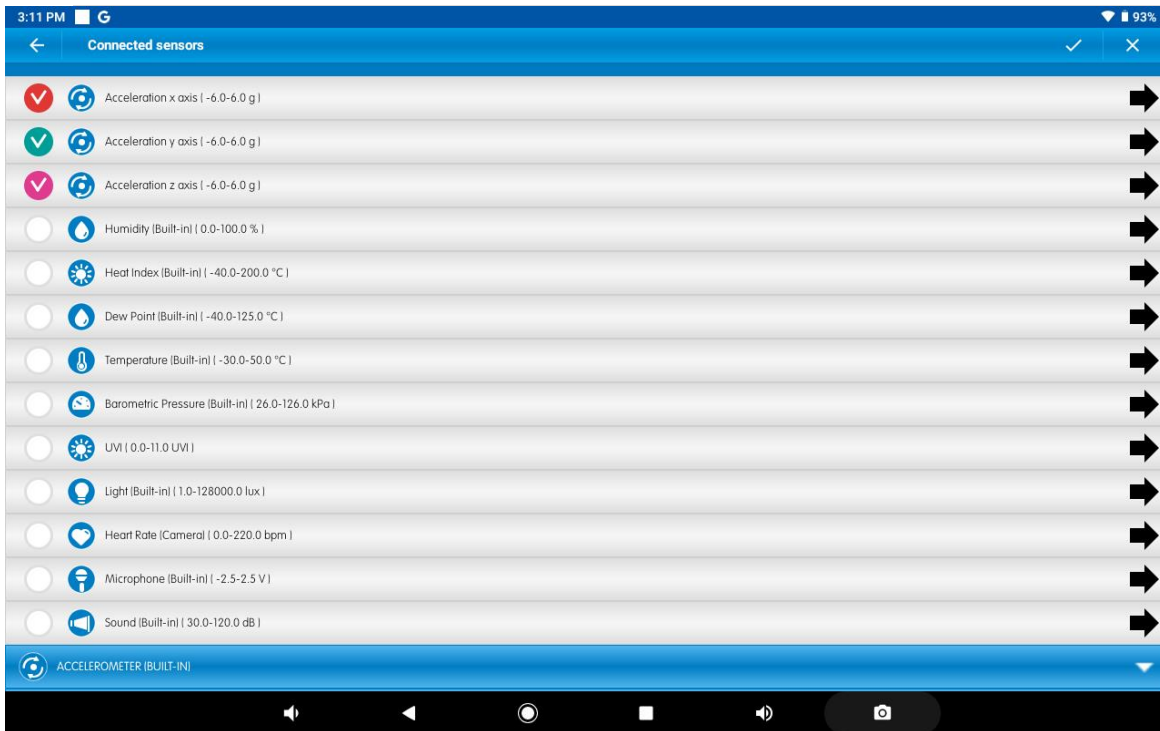 3:11 PM G 93%
Connected sensors
Acceleration x axis ( -6.0-6.0 g )
Acceleration y axis ( -6.0-6.0 g )
Acceleration z axis ( -6.0-6.0 g )
Humidity (Built-in) ( 0.0-100.0 % )
Heat Index (Built-in) ( -40.0-200.0 °C )
Dew Point (Built-in) ( -40.0-125.0 °C )
Temperature (Built-in) ( -30.0-50.0 °C )
Barometric Pressure (Built-in) ( 26.0-126.0 kPa )
UVI ( 0.0-11.0 UVI )
Light (Built-in) ( 1.0-128000.0 lux )
Heart Rate (Camera) ( 0.0-220.0 bpm )
Microphone (Built-in) ( -2.5-2.5 V )
Sound (Built-in) ( 30.0-120.0 dB )
ACCELEROMETER (BUILT-IN)